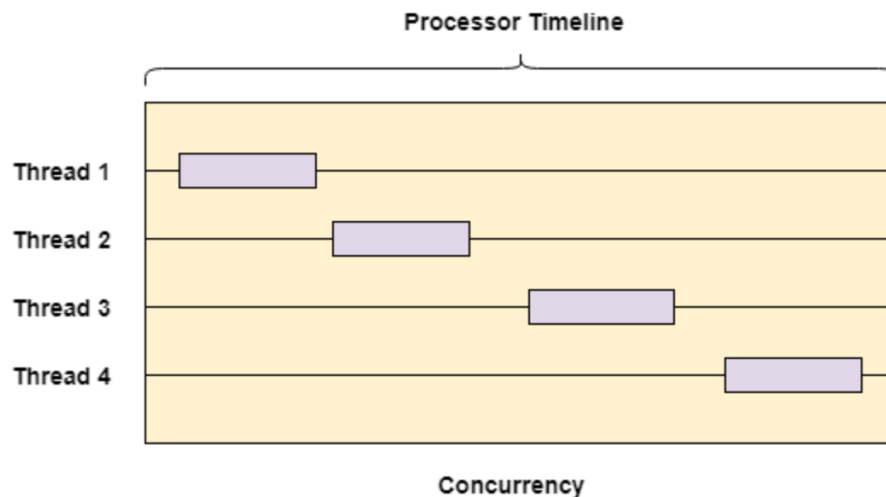 Processor Timeline
Thread 1
Thread 2
Thread 3
Thread 4
Concurrency